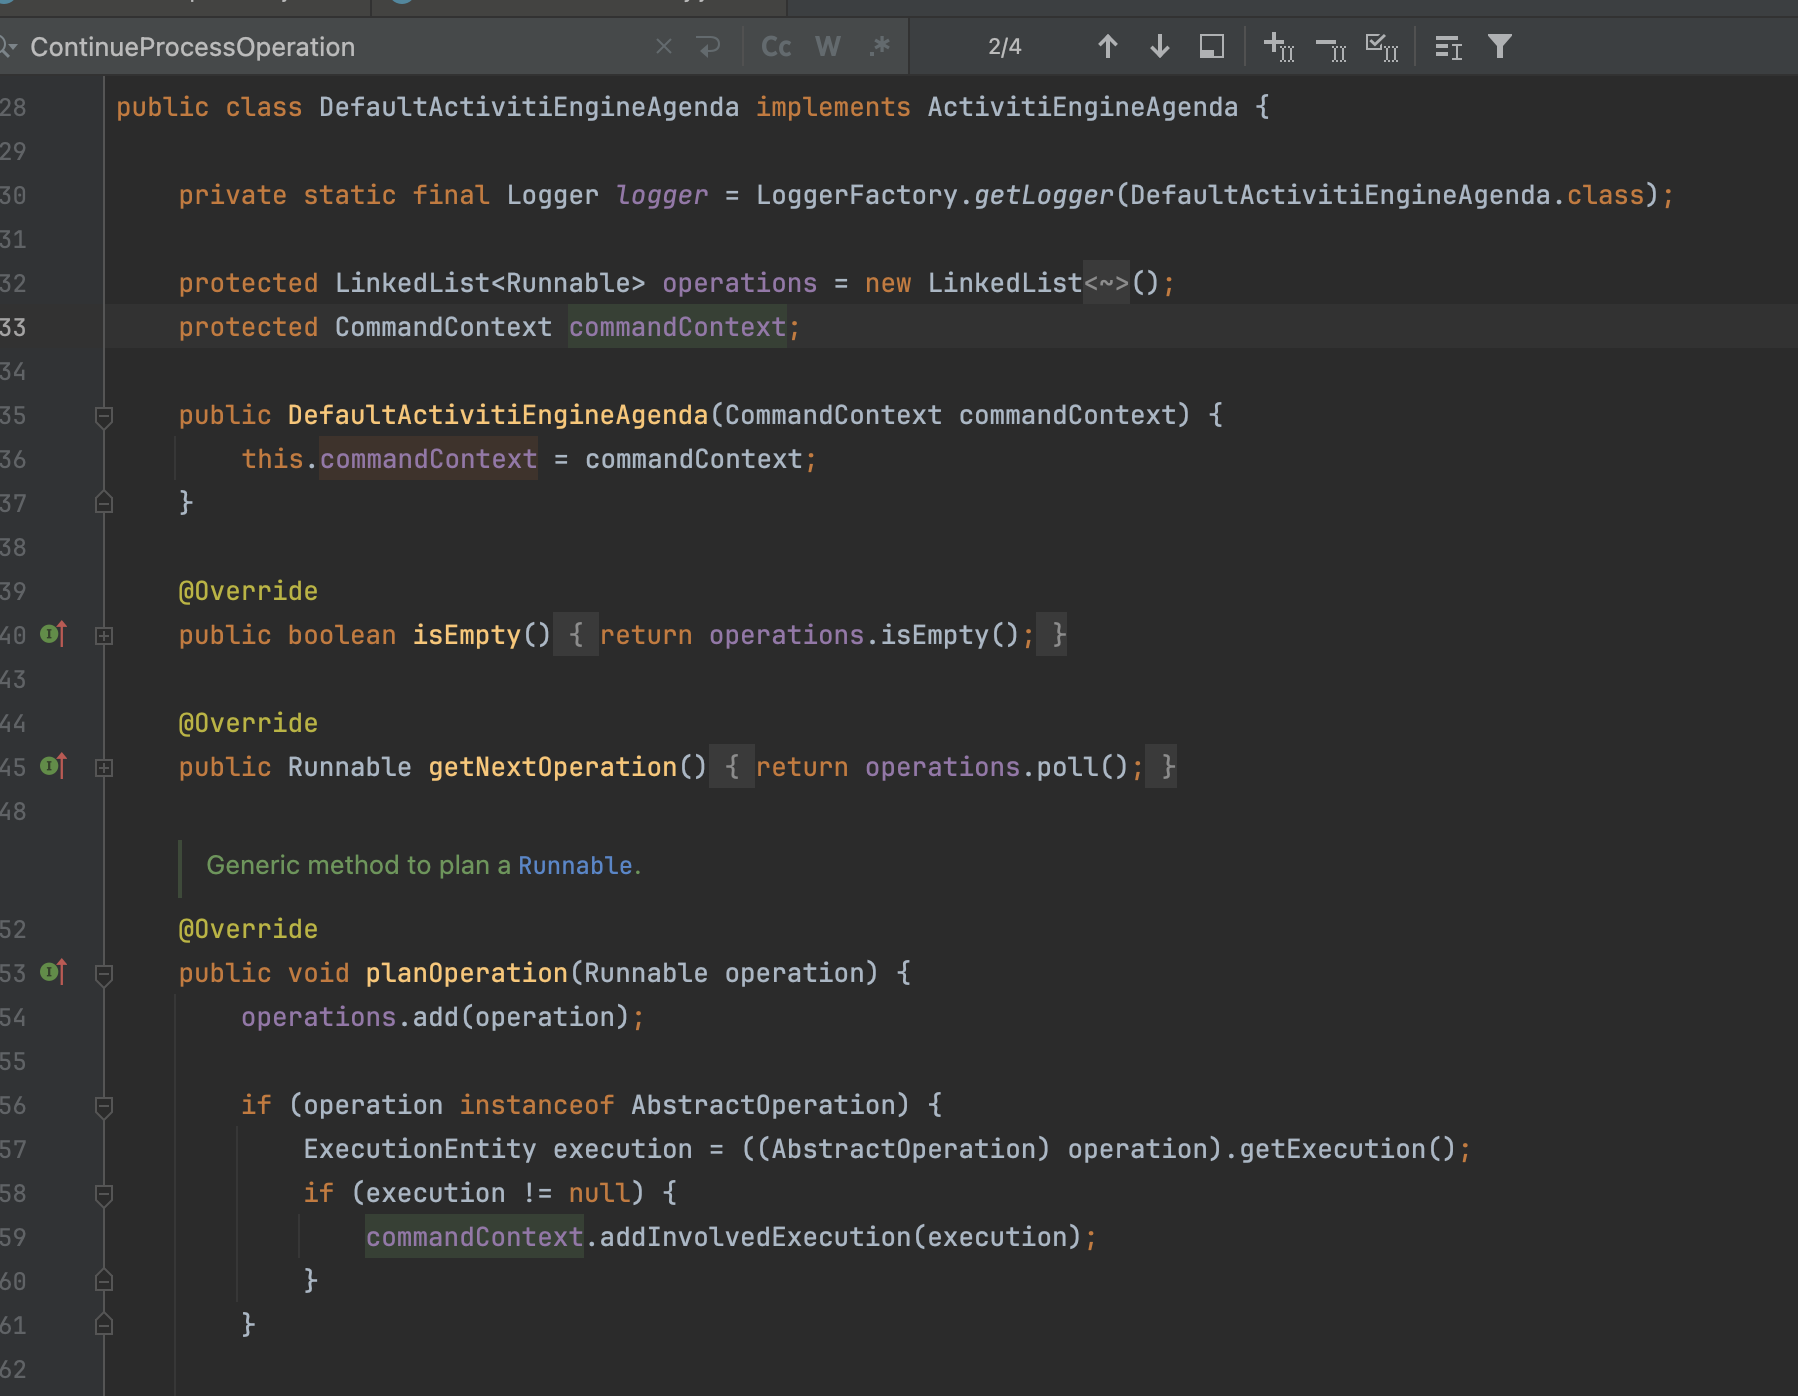 ContinueProcessOperation Cc W .* 2/4
28 public class DefaultActivitiEngineAgenda implements ActivitiEngineAgenda {
29
30 private static final Logger logger = LoggerFactory.getLogger(DefaultActivitiEngineAgenda.class);
31
32 protected LinkedList<Runnable> operations = new LinkedList<~>();
33 protected CommandContext commandContext;
34
35 public DefaultActivitiEngineAgenda(CommandContext commandContext) {
36 this.commandContext = commandContext;
37 }
38
39 @Override
40 public boolean isEmpty() { return operations.isEmpty(); }
43
44 @Override
45 public Runnable getNextOperation() { return operations.poll(); }
48
Generic method to plan a Runnable.
52 @Override
53 public void planOperation(Runnable operation) {
54 operations.add(operation);
55
56 if (operation instanceof AbstractOperation) {
57 ExecutionEntity execution = ((AbstractOperation) operation).getExecution();
58 if (execution != null) {
59 commandContext.addInvolvedExecution(execution);
60 }
61 }
62